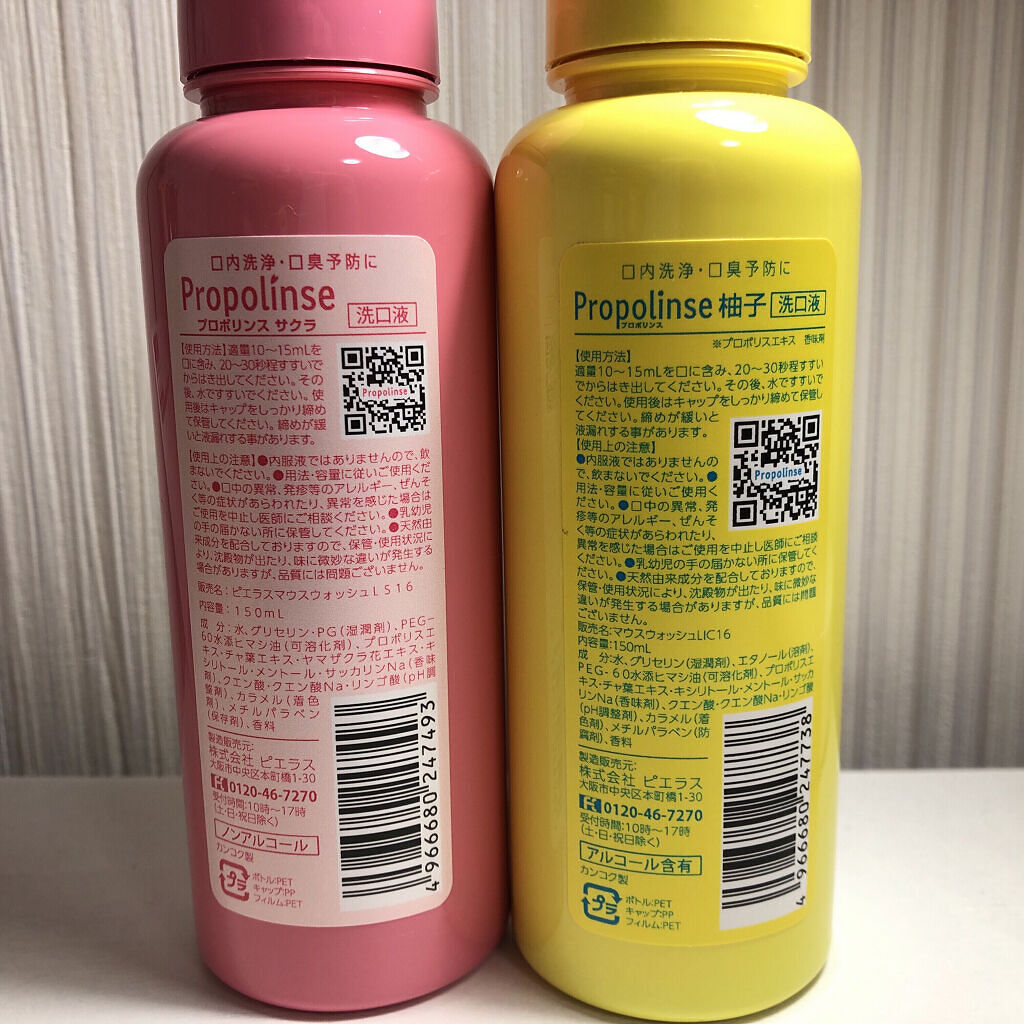 口内洗浄・口臭予防に
Propolinse
プロポリンス サクラ
洗口液
【使用方法】適量10～15mLを
口に含み、20～30秒程すすい
でからはき出してください。その
後、水ですすいでください。使
用後はキャップをしっかり締め
て保管してください。締めが緩
いと液漏れする事があります。
Propolinse
【使用上の注意】●内服液ではありませんので、飲
まないでください。●用法・容量に従いご使用くだ
さい。●口中の異常、発疹等のアレルギー、ぜんそ
く等の症状があらわれたり、異常を感じた場合は
ご使用を中止し医師にご相談ください。●乳幼児
の手の届かない所に保管してください。●天然由
来成分を配合しておりますので、保管・使用状況に
より、沈殿物が出たり、味に微妙な違いが発生する
場合がありますが、品質には問題ございません。
販売名：ピエラスマウスウォッシュLS16
内容量：150mL
成　分：水、グリセリン・PG（湿潤剤）、PEG-
60水添ヒマシ油（可溶化剤）、プロポリスエ
キス・チャ葉エキス・ヤマザクラ花エキス・キ
シリトール・メントール・サッカリンNa（香味
剤）、クエン酸・クエン酸Na・リンゴ酸（pH調
整剤）、カラメル（着色
剤）、メチルパラベン
（保存剤）、香料
製造販売元：
株式会社 ピエラス
大阪市中央区本町橋1-30
0120-46-7270
受付時間：10時～17時
（土・日・祝日除く）
ノンアルコール
カンコク製
プラ
ボトル:PET
キャップ:PP
フィルム:PET
4966680247493
口内洗浄・口臭予防に
Propolinse 柚子 洗口液
プロポリンス
※プロポリスエキス 香味剤
【使用方法】
適量10～15mLを口に含み、20～30秒程すすい
でからはき出してください。その後、水ですすいで
ください。使用後はキャップをしっかり締めて保管し
てください。締めが緩いと
液漏れする事があります。
【使用上の注意】
●内服液ではありませんの
で、飲まないでください。●
用法・容量に従いご使用く
ださい。●口中の異常、発
疹等のアレルギー、ぜんそ
く等の症状があらわれたり、
異常を感じた場合はご使用を中止し医師にご相談
ください。●乳幼児の手の届かない所に保管してく
ださい。●天然由来成分を配合しておりますので、
保管・使用状況により、沈殿物が出たり、味に微妙な
違いが発生する場合がありますが、品質には問題
ございません。
Propolinse
販売名：マウスウォッシュLIC16
内容量：150mL
成　分：水、グリセリン（湿潤剤）、エタノール（溶剤）、
PEG-60水添ヒマシ油（可溶化剤）、プロポリスエ
キス・チャ葉エキス・キシリトール・メントール・サッカ
リンNa（香味剤）、クエン酸・クエン酸Na・リンゴ酸
（pH調整剤）、カラメル（着
色剤）、メチルパラベン（防
腐剤）、香料
製造販売元：
株式会社 ピエラス
大阪市中央区本町橋1-30
0120-46-7270
受付時間：10時～17時
（土・日・祝日除く）
アルコール含有
カンコク製
プラ
ボトル:PET
キャップ:PP
フィルム:PET
4966680247738